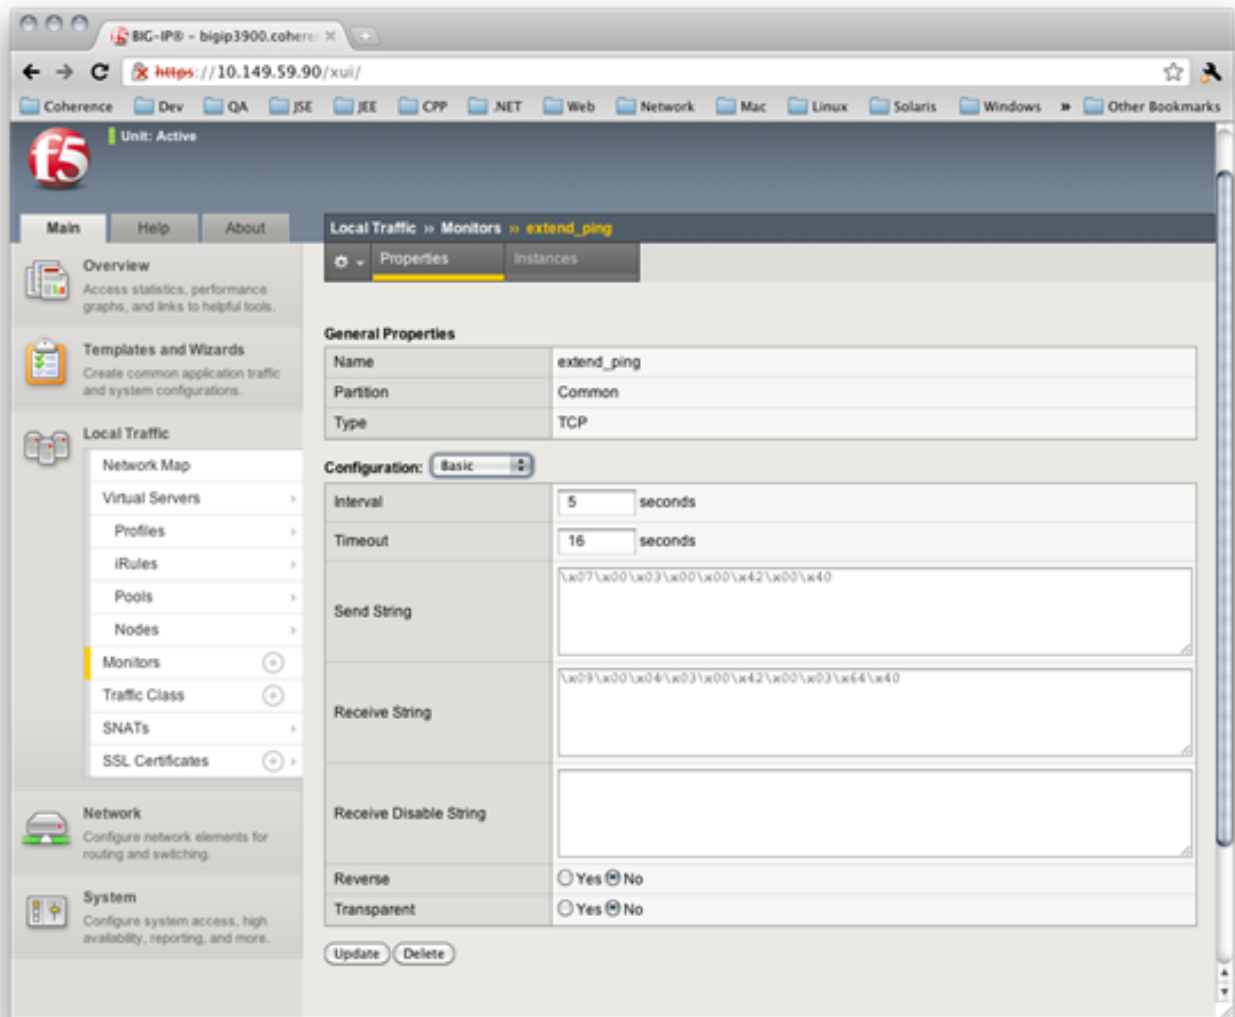 BIG-IP® - bigip3900.cohere
https://10.149.59.90/xui/
Coherence Dev QA JSE JEE CPP .NET Web Network Mac Linux Solaris Windows » Other Bookmarks
f5
Unit: Active
Main Help About
Local Traffic » Monitors » extend_ping
Properties Instances
Overview
Access statistics, performance
graphs, and links to helpful tools.
Templates and Wizards
Create common application traffic
and system configurations.
Local Traffic
Network Map
Virtual Servers
Profiles
iRules
Pools
Nodes
Monitors
Traffic Class
SNATs
SSL Certificates
Network
Configure network elements for
routing and switching.
System
Configure system access, high
availability, reporting, and more.
General Properties
Name extend_ping
Partition Common
Type TCP
Configuration: Basic
Interval 5 seconds
Timeout 16 seconds
Send String \x07\x00\x03\x00\x00\x42\x00\x40
Receive String \x09\x00\x04\x03\x00\x42\x00\x03\x64\x40
Receive Disable String
Reverse Yes No
Transparent Yes No
Update Delete